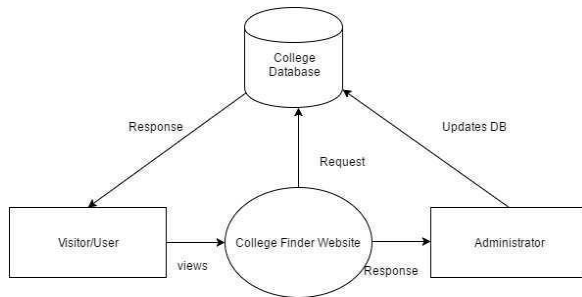 College
Database
Response
Updates DB
Request
Visitor/User
College Finder Website
Administrator
views
Response